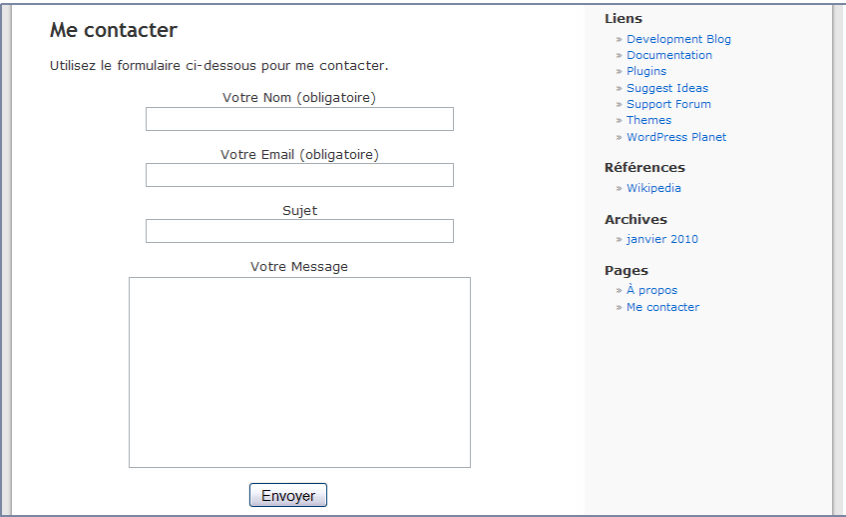 Me contacter
Utilisez le formulaire ci-dessous pour me contacter.
Votre Nom (obligatoire)
Votre Email (obligatoire)
Sujet
Votre Message
Envoyer
Liens
» Development Blog
» Documentation
» Plugins
» Suggest Ideas
» Support Forum
» Themes
» WordPress Planet
Références
» Wikipedia
Archives
» janvier 2010
Pages
» À propos
» Me contacter